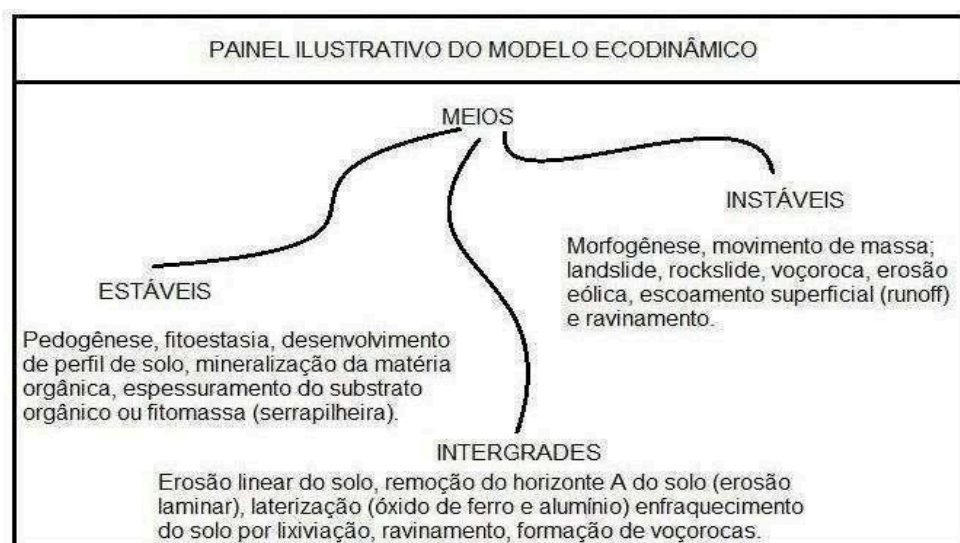 PAINEL ILUSTRATIVO DO MODELO ECODINÂMICO
MEIOS
INSTÁVEIS
Morfogênese, movimento de massa;
landslide, rockslide, voçoroca, erosão
eólica, escoamento superficial (runoff)
e ravinamento.
ESTÁVEIS
Pedogênese, fitoestasia, desenvolvimento
de perfil de solo, mineralização da matéria
orgânica, espessuramento do substrato
orgânico ou fitomassa (serrapilheira).
INTERGRADES
Erosão linear do solo, remoção do horizonte A do solo (erosão
laminar), laterização (óxido de ferro e alumínio) enfraquecimento
do solo por lixiviação, ravinamento, formação de voçorocas.